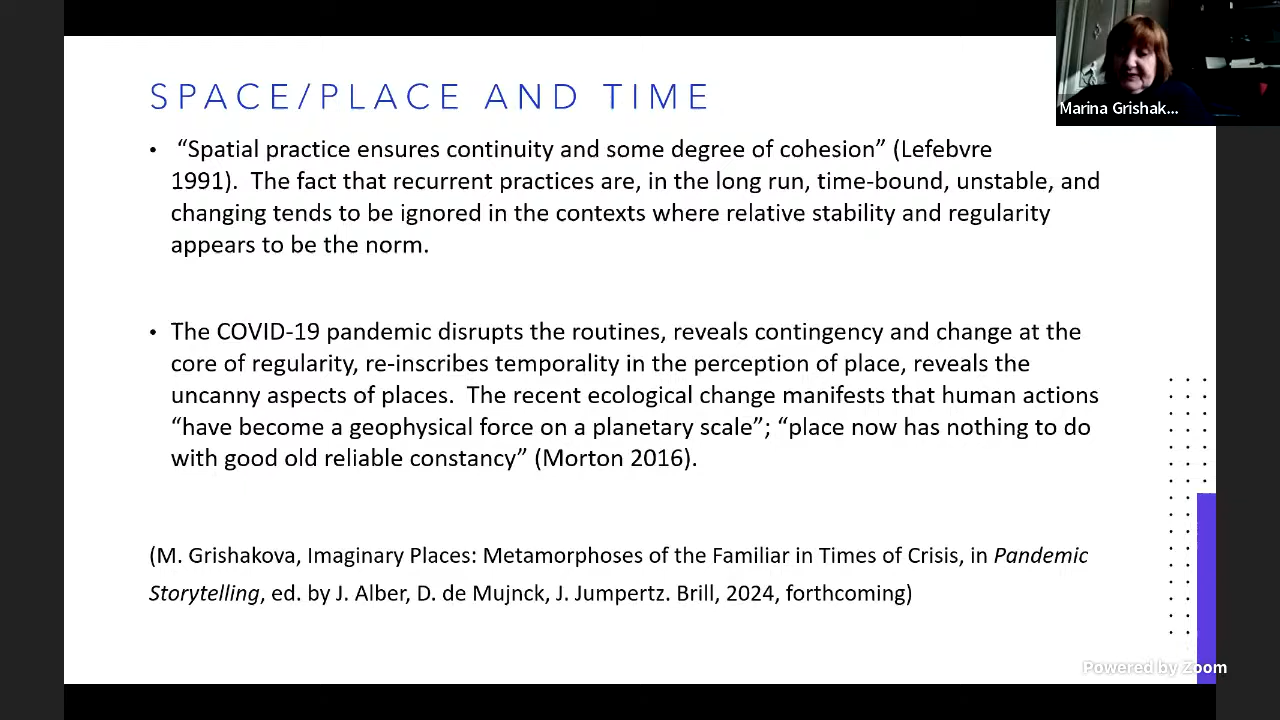 SPACE/PLACE AND TIME
Marina Grishak...
• “Spatial practice ensures continuity and some degree of cohesion” (Lefebvre
1991).  The fact that recurrent practices are, in the long run, time-bound, unstable, and
changing tends to be ignored in the contexts where relative stability and regularity
appears to be the norm.
• The COVID-19 pandemic disrupts the routines, reveals contingency and change at the
core of regularity, re-inscribes temporality in the perception of place, reveals the
uncanny aspects of places.  The recent ecological change manifests that human actions
“have become a geophysical force on a planetary scale”; “place now has nothing to do
with good old reliable constancy” (Morton 2016).
(M. Grishakova, Imaginary Places: Metamorphoses of the Familiar in Times of Crisis, in Pandemic
Storytelling, ed. by J. Alber, D. de Mujnck, J. Jumpertz. Brill, 2024, forthcoming)
Powered by Zoom